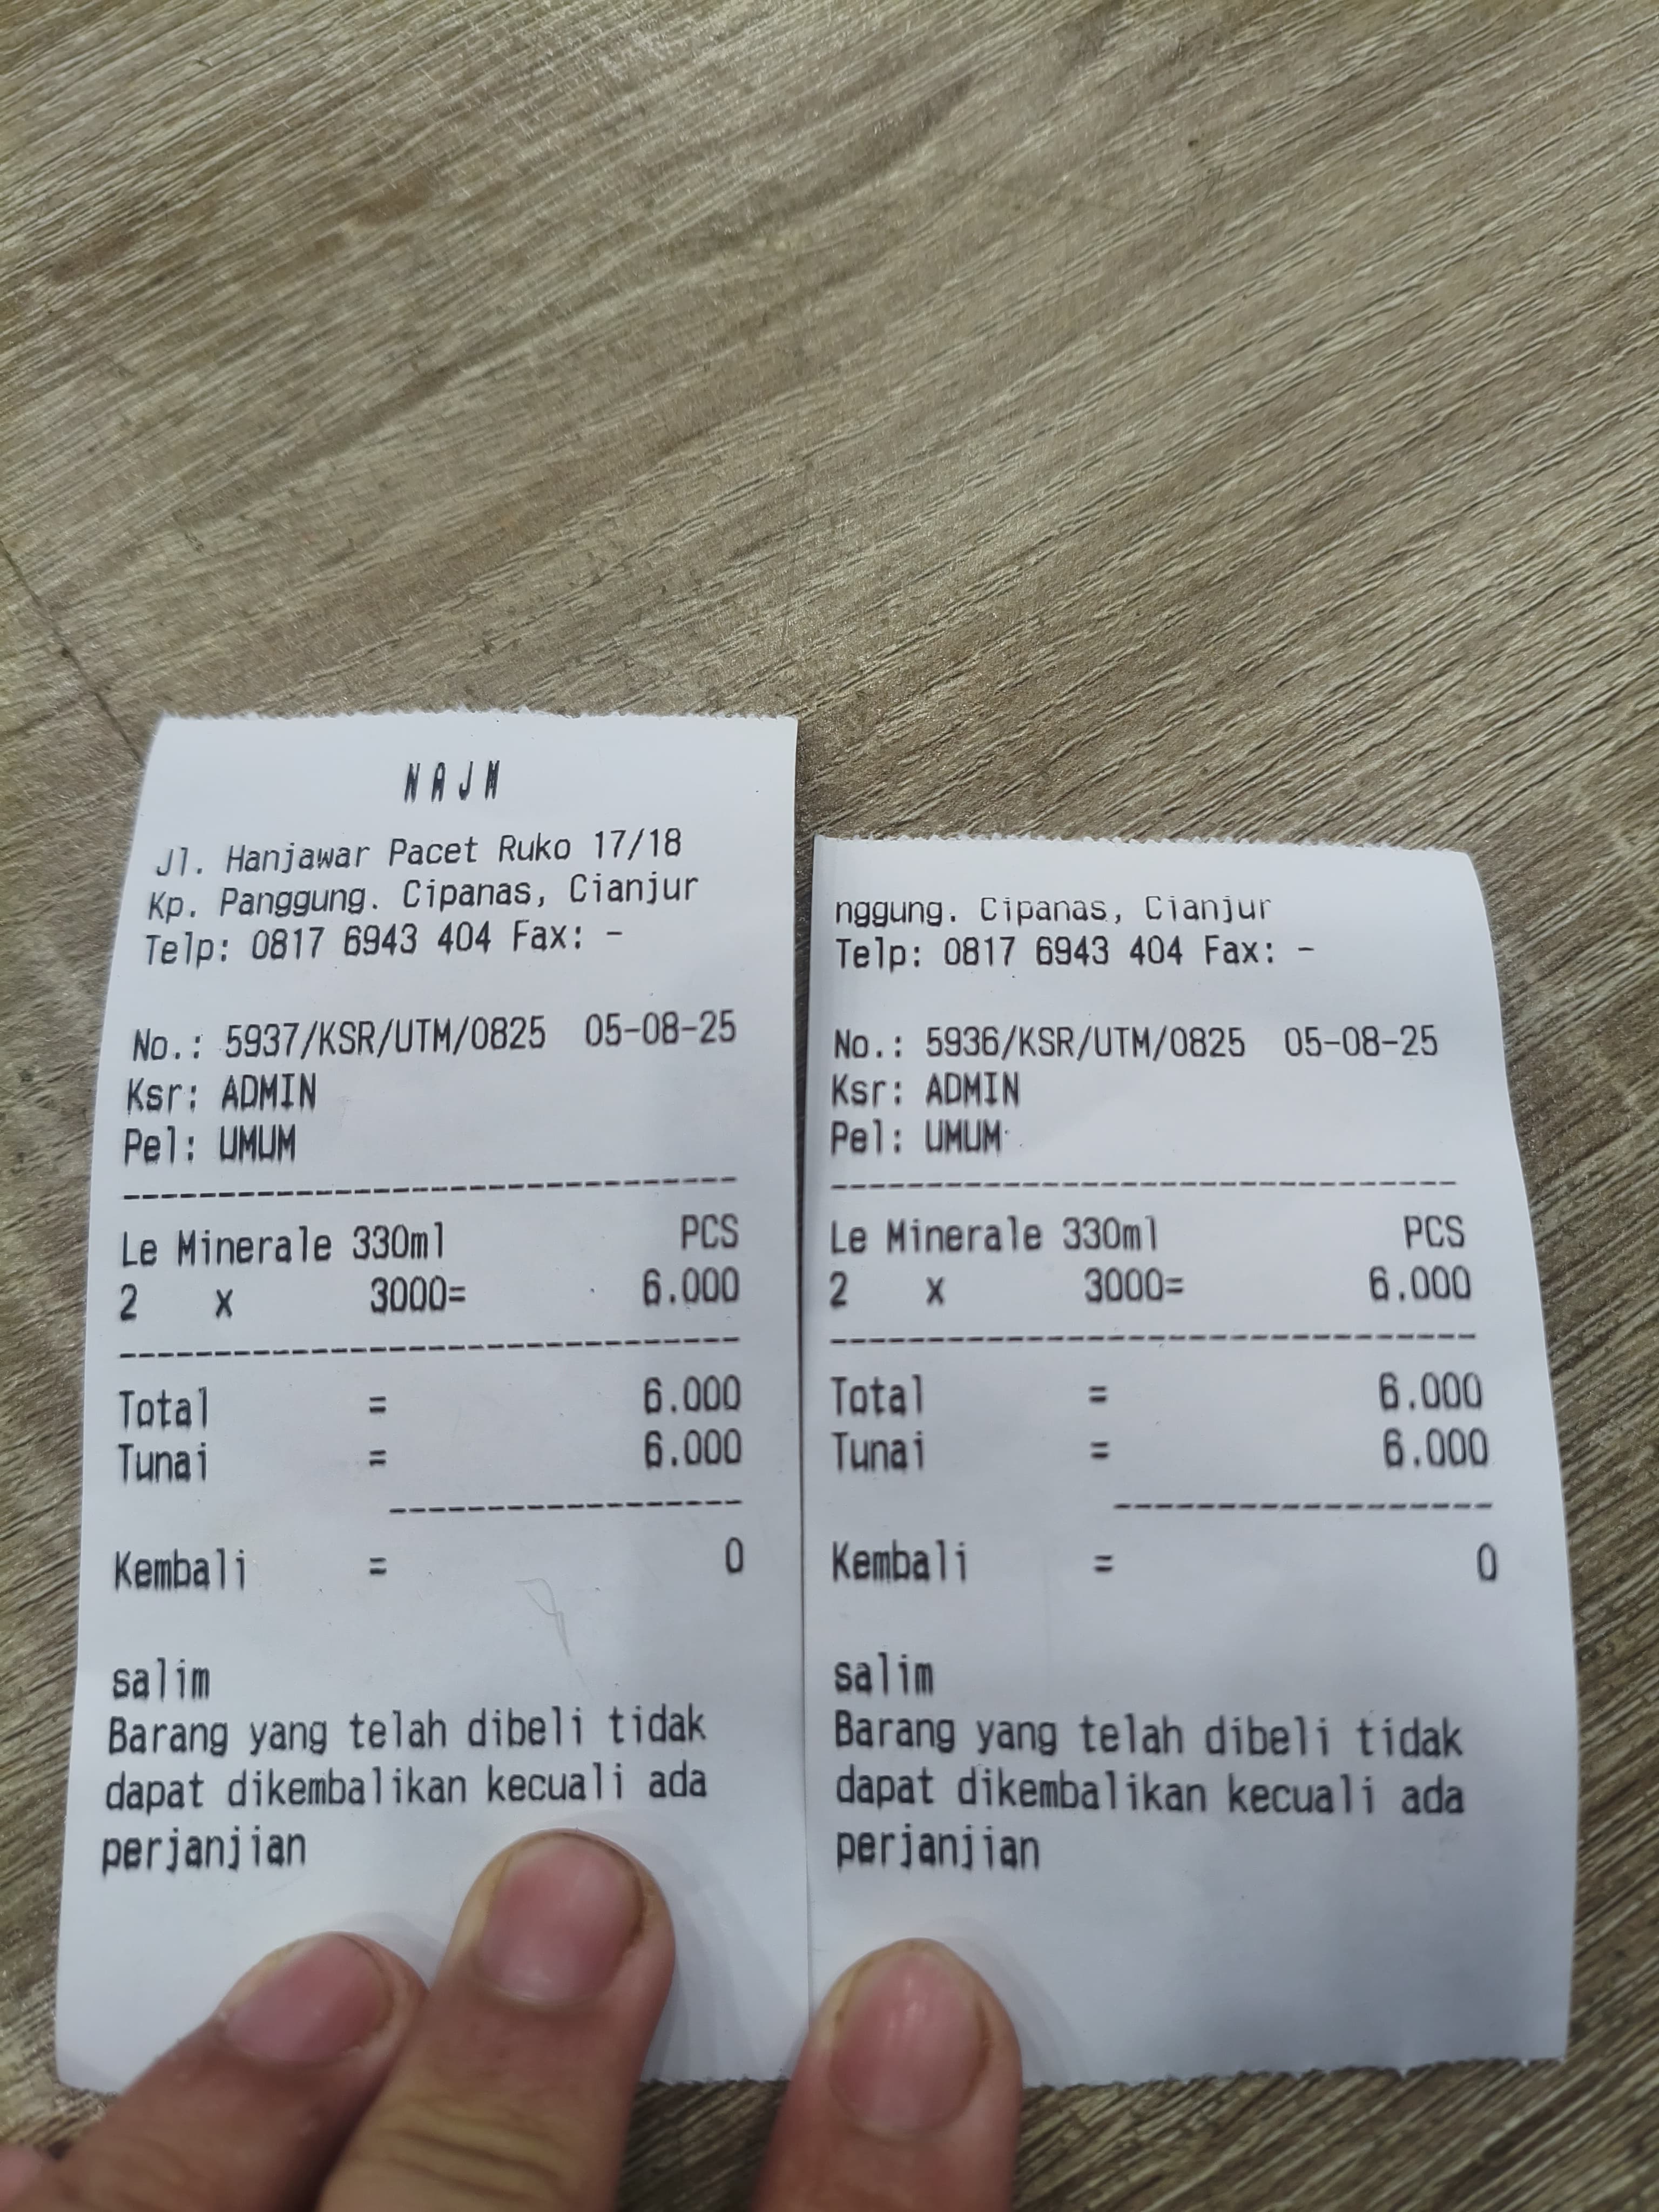 N A J M
Jl. Hanjawar Pacet Ruko 17/18
Kp. Panggung. Cipanas, Cianjur
Telp: 0817 6943 404 Fax: -
No.: 5937/KSR/UTM/0825 05-08-25
Ksr: ADMIN
Pel: UMUM
------------------------------
Le Minerale 330ml PCS
2 x 3000= 6.000
------------------------------
Total = 6.000
Tunai = 6.000
-----------------
Kembali = 0
salim
Barang yang telah dibeli tidak
dapat dikembalikan kecuali ada
perjanjian
nggung. Cipanas, Cianjur
Telp: 0817 6943 404 Fax: -
No.: 5936/KSR/UTM/0825 05-08-25
Ksr: ADMIN
Pel: UMUM
------------------------------
Le Minerale 330ml PCS
2 x 3000= 6.000
------------------------------
Total = 6.000
Tunai = 6.000
-----------------
Kembali = 0
salim
Barang yang telah dibeli tidak
dapat dikembalikan kecuali ada
perjanjian